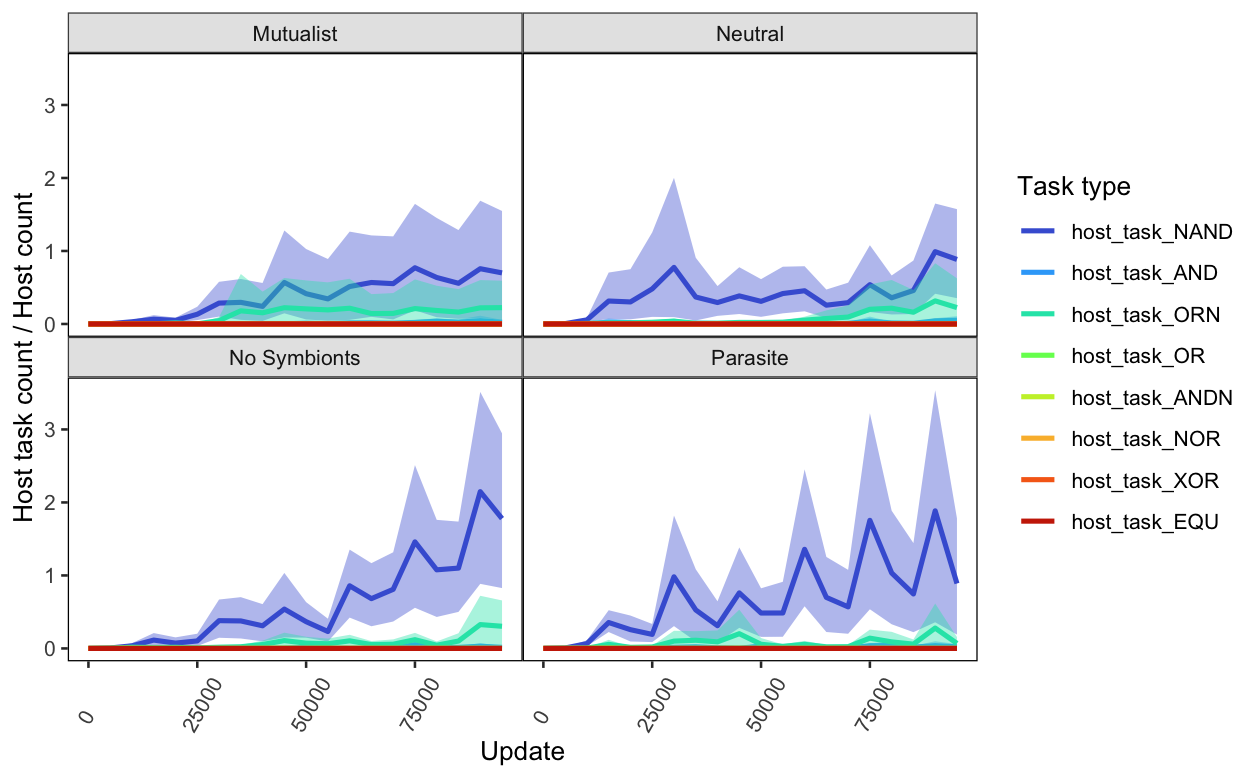 Mutualist
Neutral
3
2
1
0
No Symbionts
Parasite
3
2
1
0
Host task count / Host count
0
25000
50000
75000
0
25000
50000
75000
Update
Task type
host_task_NAND
host_task_AND
host_task_ORN
host_task_OR
host_task_ANDN
host_task_NOR
host_task_XOR
host_task_EQU